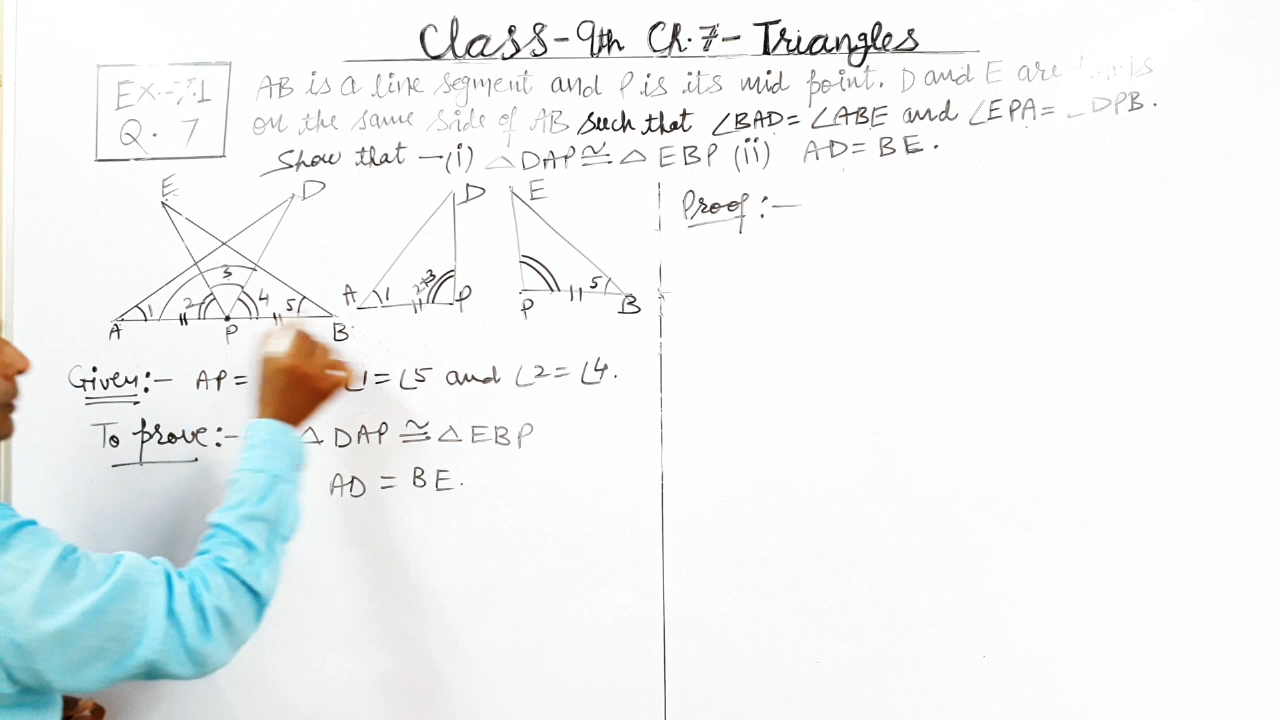 Class-9th Ch.7- Triangles
Ex.-7.1
Q. 7
AB is a line segment and P is its mid point. D and E are
on the same side of AB such that ∠BAD = ∠ABE and ∠EPA = ∠DPB.
Show that -(i) △DAP ≅ △EBP (ii) AD = BE.
E D
3
1 2 4 5
A P B
D
A 1 2+3 P
E
P 5 B
Given:- AP = ∠1 = ∠5 and ∠2 = ∠4.
To prove:- △DAP ≅ △EBP
AD = BE.
Proof:-